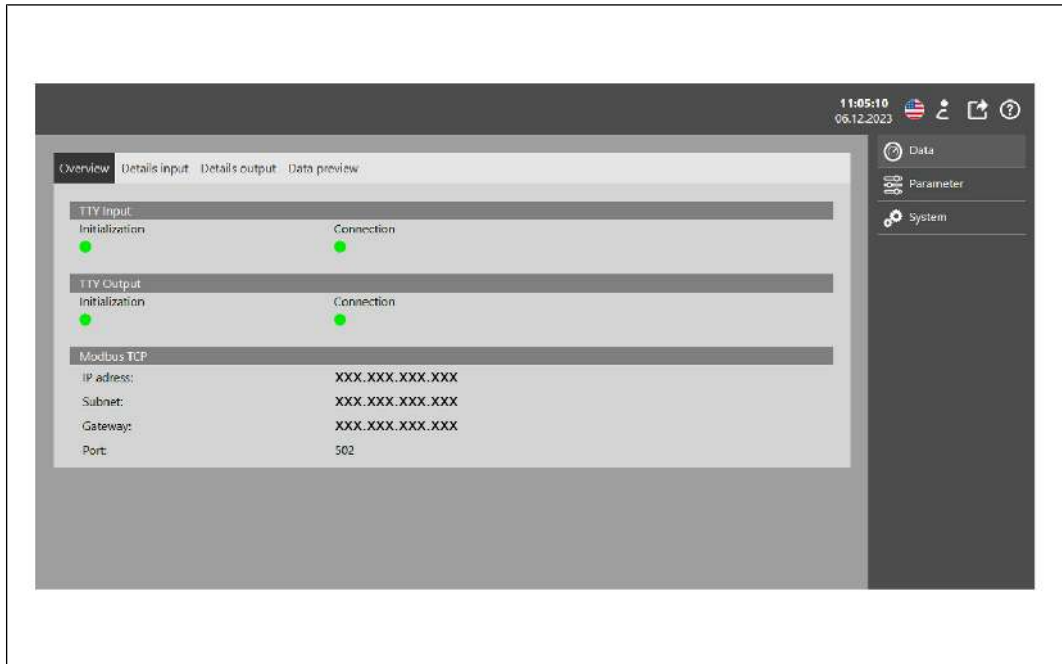 11:05:10
06.12.2023
Data
Parameter
System
Overview Details input Details output Data preview
TTY Input
Initialization Connection
TTY Output
Initialization Connection
Modbus TCP
IP adress: XXX.XXX.XXX.XXX
Subnet: XXX.XXX.XXX.XXX
Gateway: XXX.XXX.XXX.XXX
Port: 502